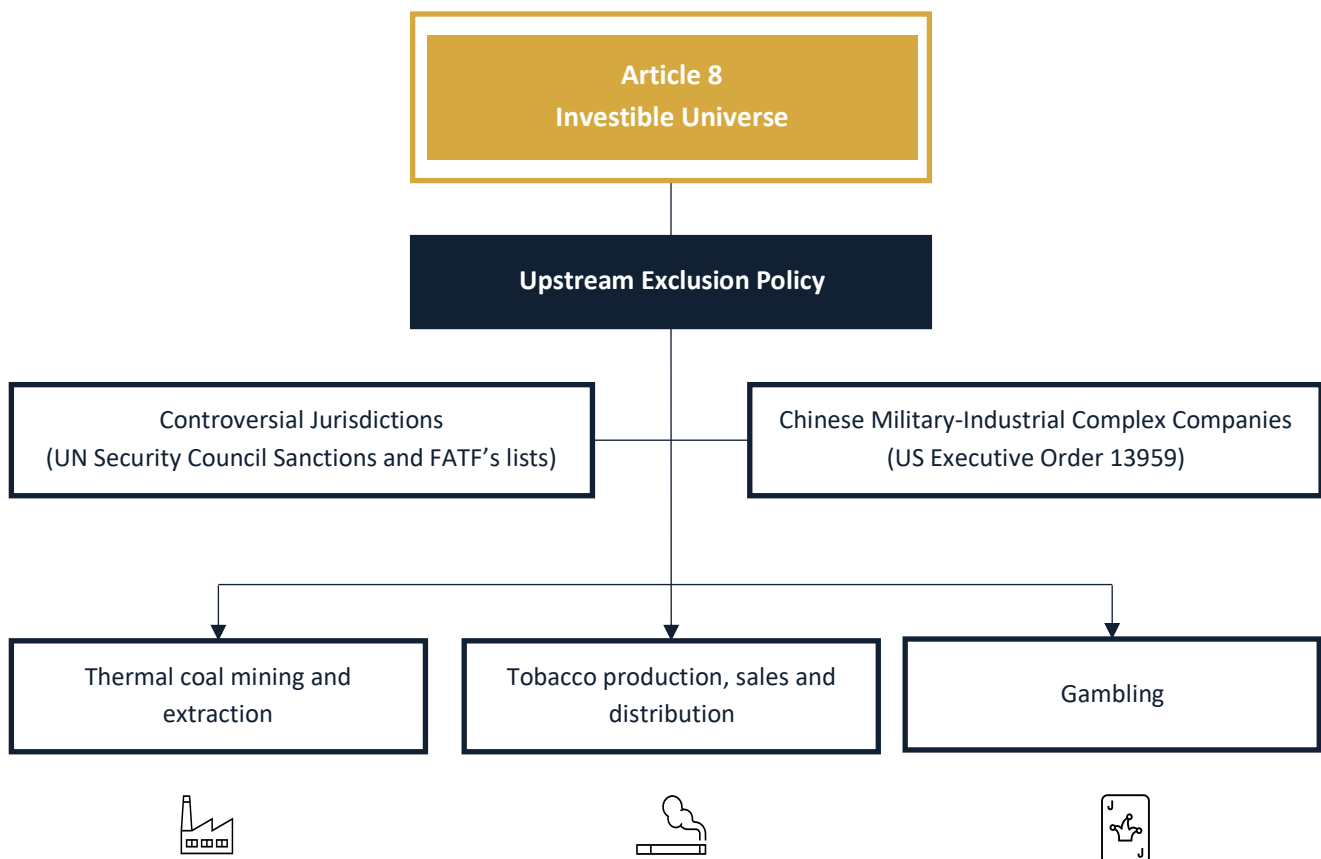 Article 8
Investible Universe
Upstream Exclusion Policy
Controversial Jurisdictions
(UN Security Council Sanctions and FATF’s lists)
Chinese Military-Industrial Complex Companies
(US Executive Order 13959)
Thermal coal mining and
extraction
Tobacco production, sales and
distribution
Gambling
J
J